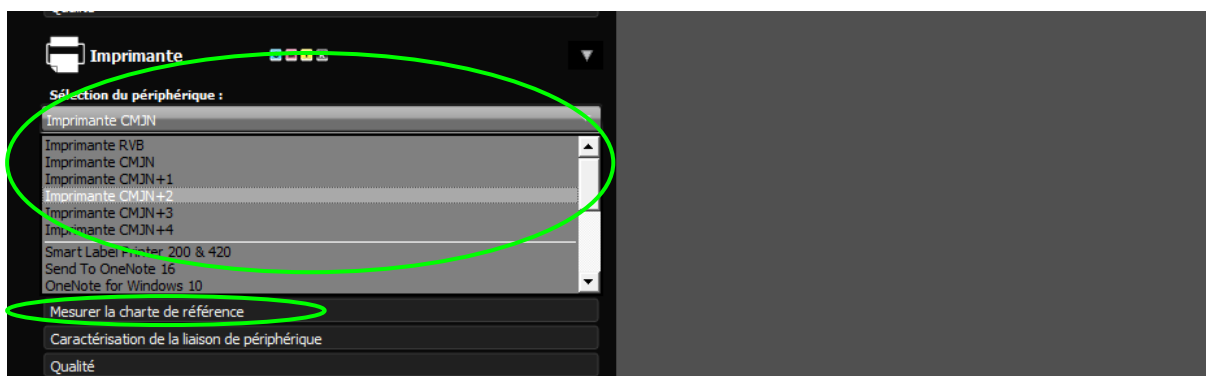 Qualité
Imprimante
Sélection du périphérique :
Imprimante CMJN
Imprimante RVB
Imprimante CMJN
Imprimante CMJN+1
Imprimante CMJN+2
Imprimante CMJN+3
Imprimante CMJN+4
Smart Label Printer 200 & 420
Send To OneNote 16
OneNote for Windows 10
Mesurer la charte de référence
Caractérisation de la liaison de périphérique
Qualité